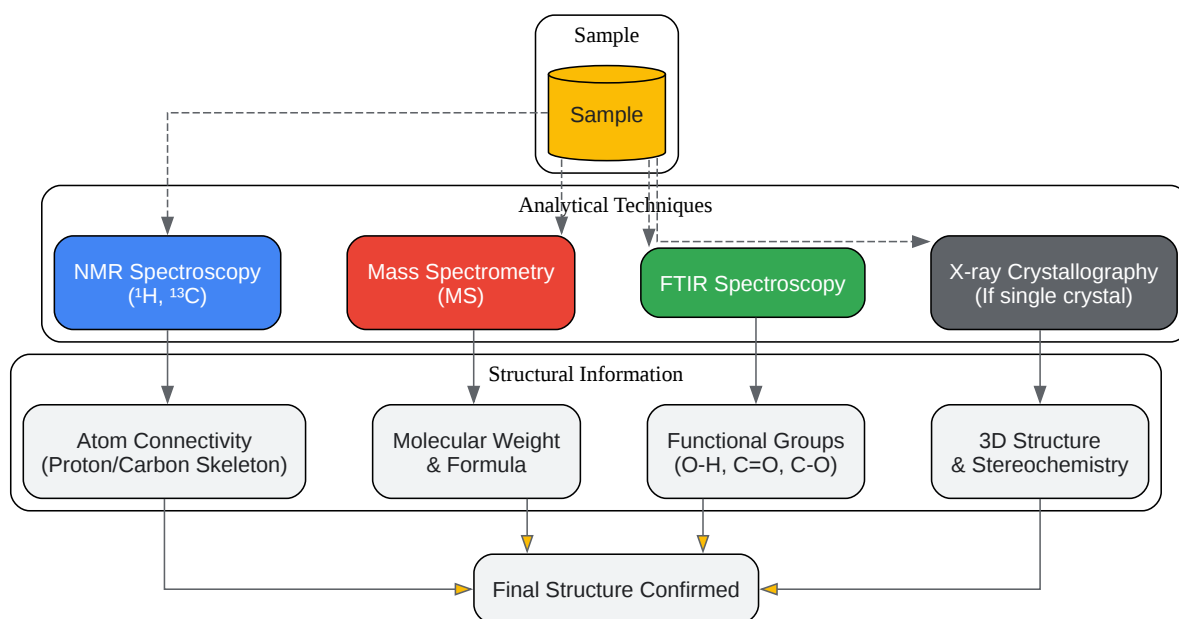 Sample
Sample
Analytical Techniques
NMR Spectroscopy
(¹H, ¹³C)
Mass Spectrometry
(MS)
FTIR Spectroscopy
X-ray Crystallography
(If single crystal)
Structural Information
Atom Connectivity
(Proton/Carbon Skeleton)
Molecular Weight
& Formula
Functional Groups
(O-H, C=O, C-O)
3D Structure
& Stereochemistry
Final Structure Confirmed